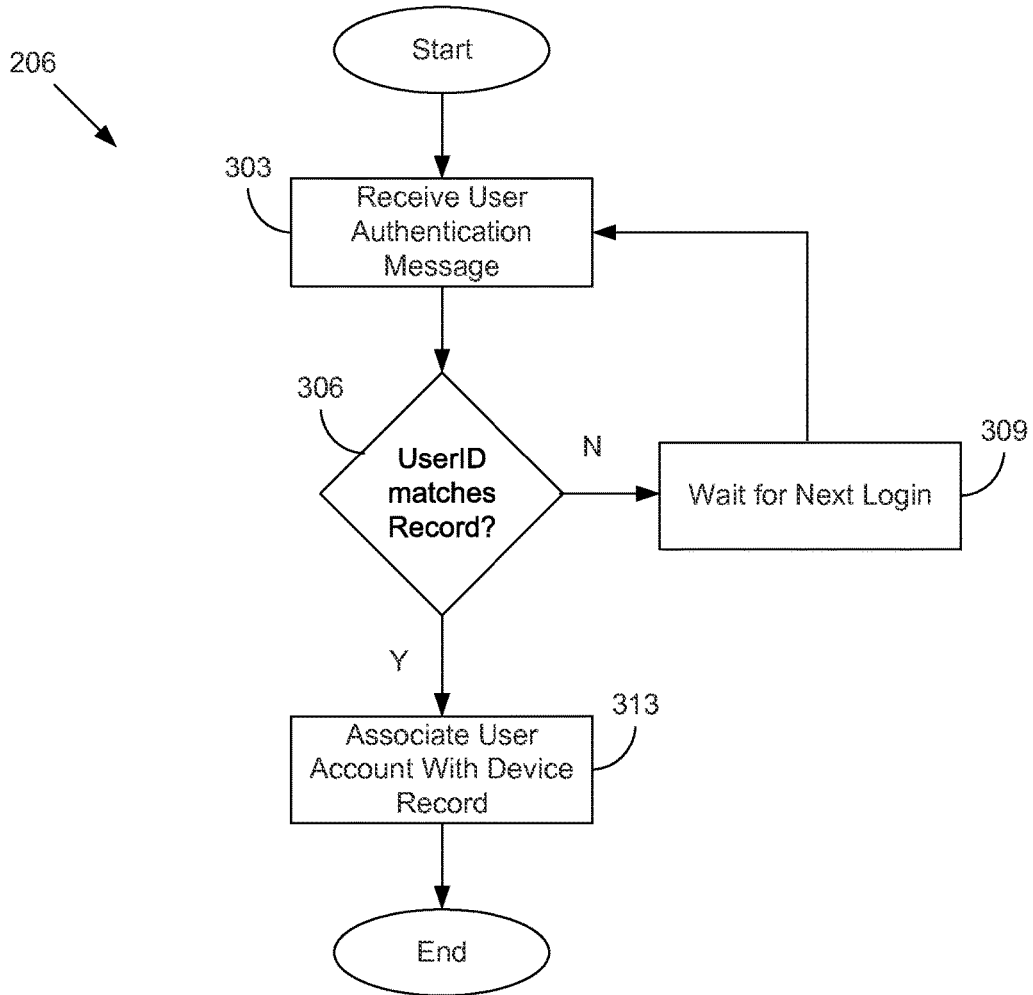 206
Start
303
Receive User
Authentication
Message
306
UserID
matches
Record?
N
309
Wait for Next Login
Y
313
Associate User
Account With Device
Record
End